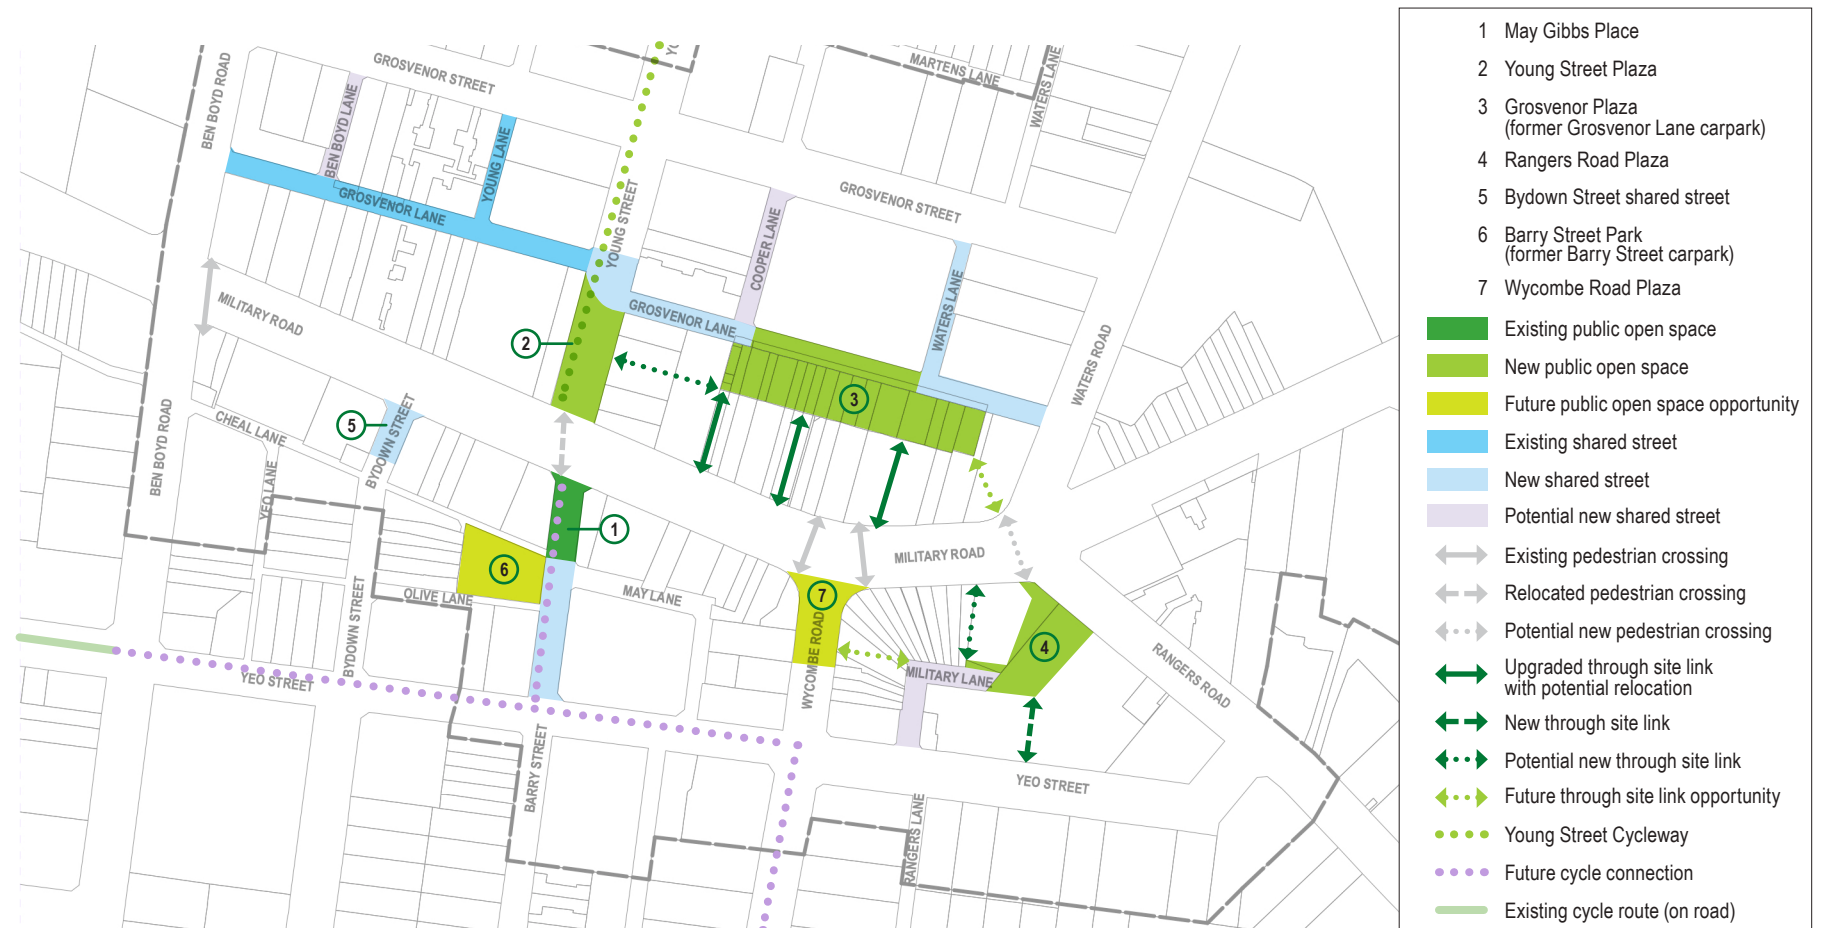 GROSVENOR STREET
YO
MARTENS LANE
WATERS LANE
BEN BOYD ROAD
BEN BOYD LANE
YOUNG LANE
GROSVENOR LANE
YOUNG STREET
COOPER LANE
GROSVENOR STREET
WATERS LANE
MILITARY ROAD
GROSVENOR LANE
WATERS ROAD
2
3
5
BEN BOYD ROAD
CHEAL LANE
BYDOWN STREET
YEO LANE
1
6
MILITARY ROAD
OLIVE LANE
MAY LANE
7
4
BYDOWN STREET
WYCOMBE ROAD
MILITARY LANE
RANGERS ROAD
YEO STREET
BARRY STREET
YEO STREET
RANGERS LANE
1 May Gibbs Place
2 Young Street Plaza
3 Grosvenor Plaza
(former Grosvenor Lane carpark)
4 Rangers Road Plaza
5 Bydown Street shared street
6 Barry Street Park
(former Barry Street carpark)
7 Wycombe Road Plaza
Existing public open space
New public open space
Future public open space opportunity
Existing shared street
New shared street
Potential new shared street
Existing pedestrian crossing
Relocated pedestrian crossing
Potential new pedestrian crossing
Upgraded through site link
with potential relocation
New through site link
Potential new through site link
Future through site link opportunity
Young Street Cycleway
Future cycle connection
Existing cycle route (on road)